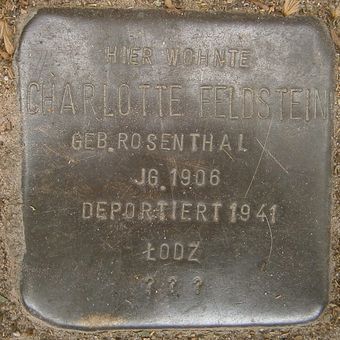 HIER WOHNTE
CHARLOTTE FELDSTEIN
GEB. ROSENTHAL
JG. 1906
DEPORTIERT 1941
ŁODZ
? ? ?